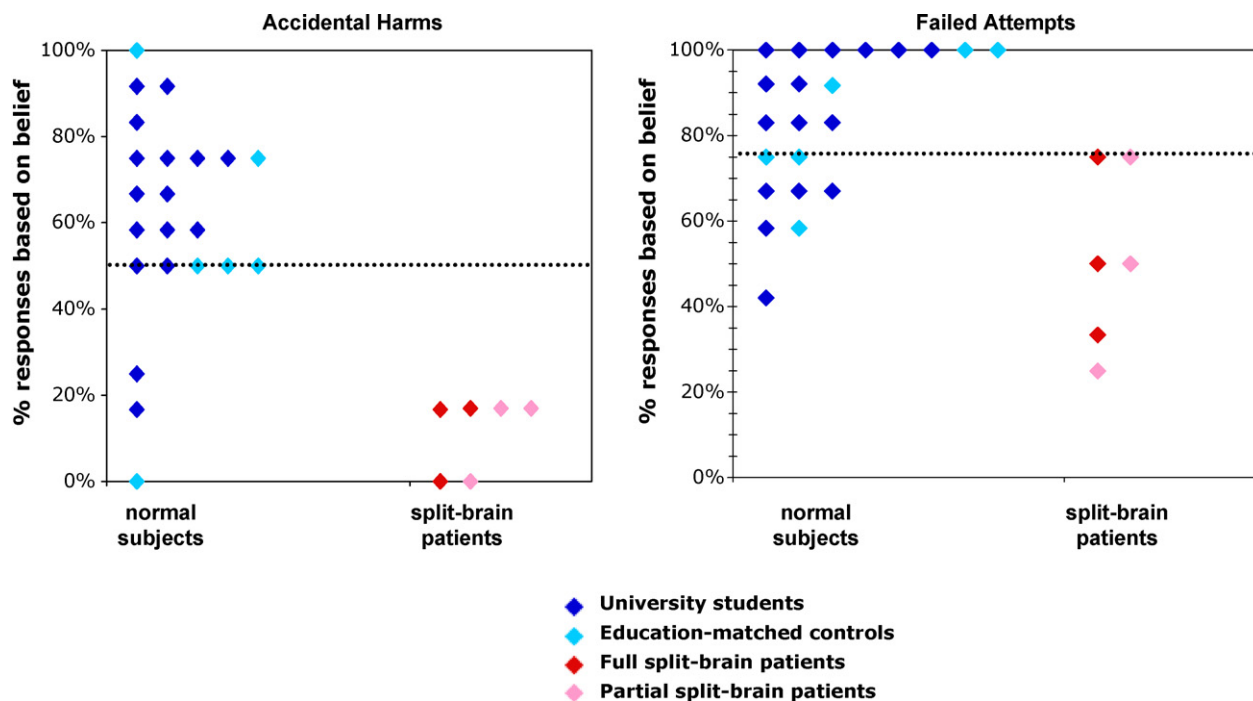 Accidental Harms
% responses based on belief
100%
80%
60%
40%
20%
0%
normal
subjects
split-brain
patients
Failed Attempts
% responses based on belief
100%
80%
60%
40%
20%
0%
normal
subjects
split-brain
patients
University students
Education-matched controls
Full split-brain patients
Partial split-brain patients